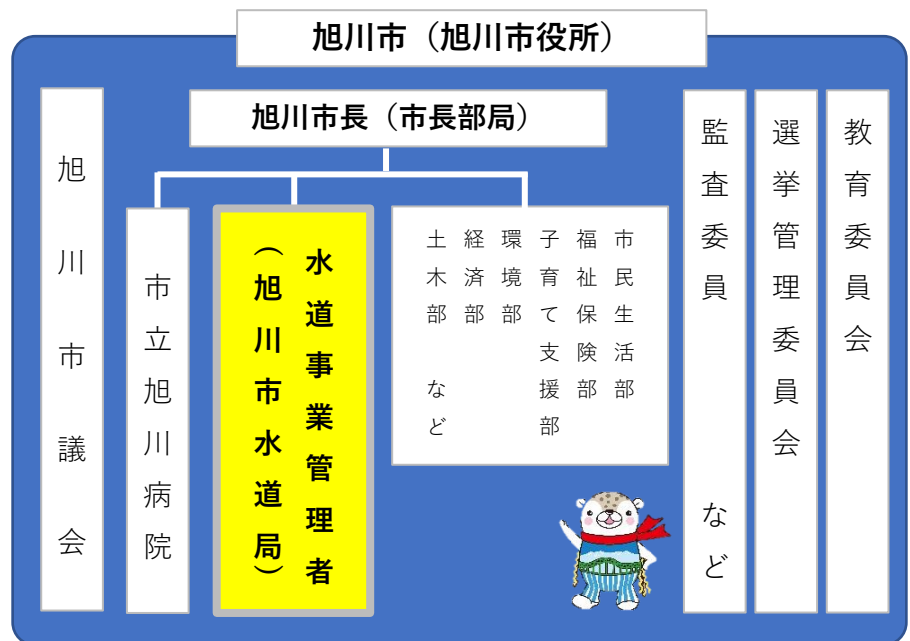 旭川市（旭川市役所）
旭川市長（市長部局）
教育委員会
選挙管理委員会
監査委員 など
市民生活部
福祉保険部
子育て支援部
環境部
経済部
土木部 など
水道事業管理者
（旭川市水道局）
市立旭川病院
旭川市議会